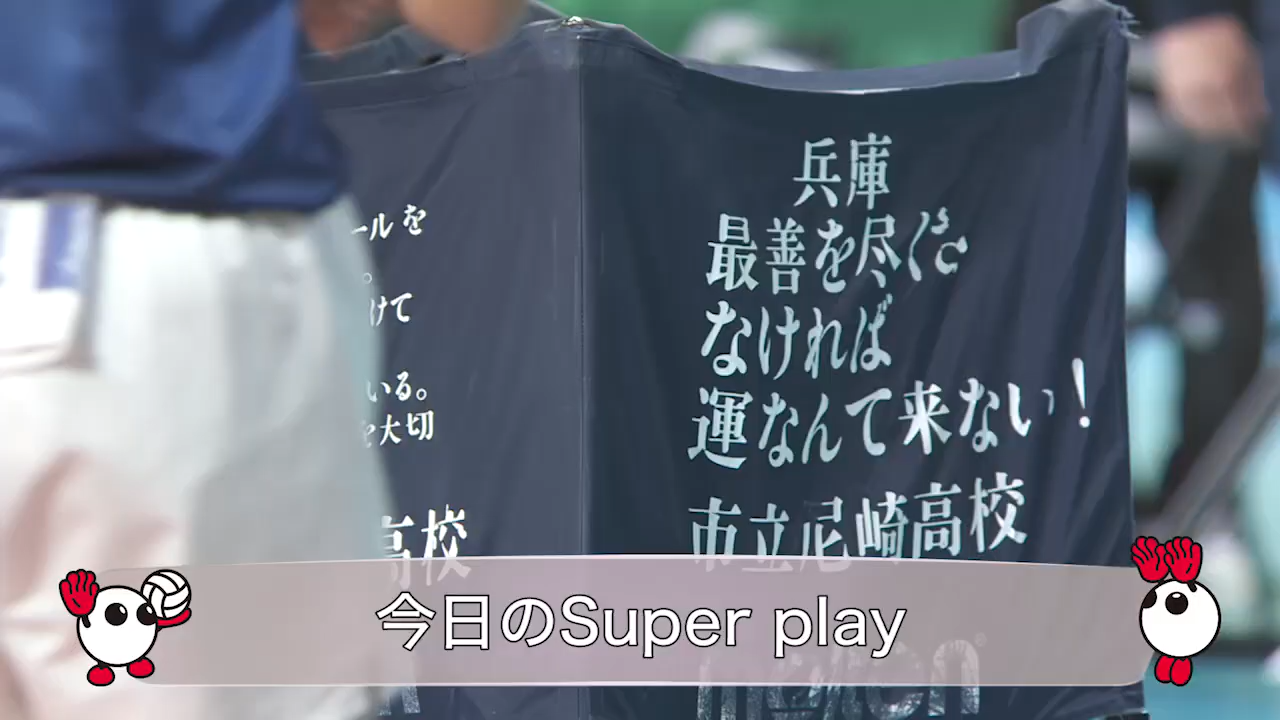 ールを
。
けて
いる。
を大切
高校
兵庫
最善を尽くさ
なければ
運なんて来ない!
市立尼崎高校
今日のSuper play